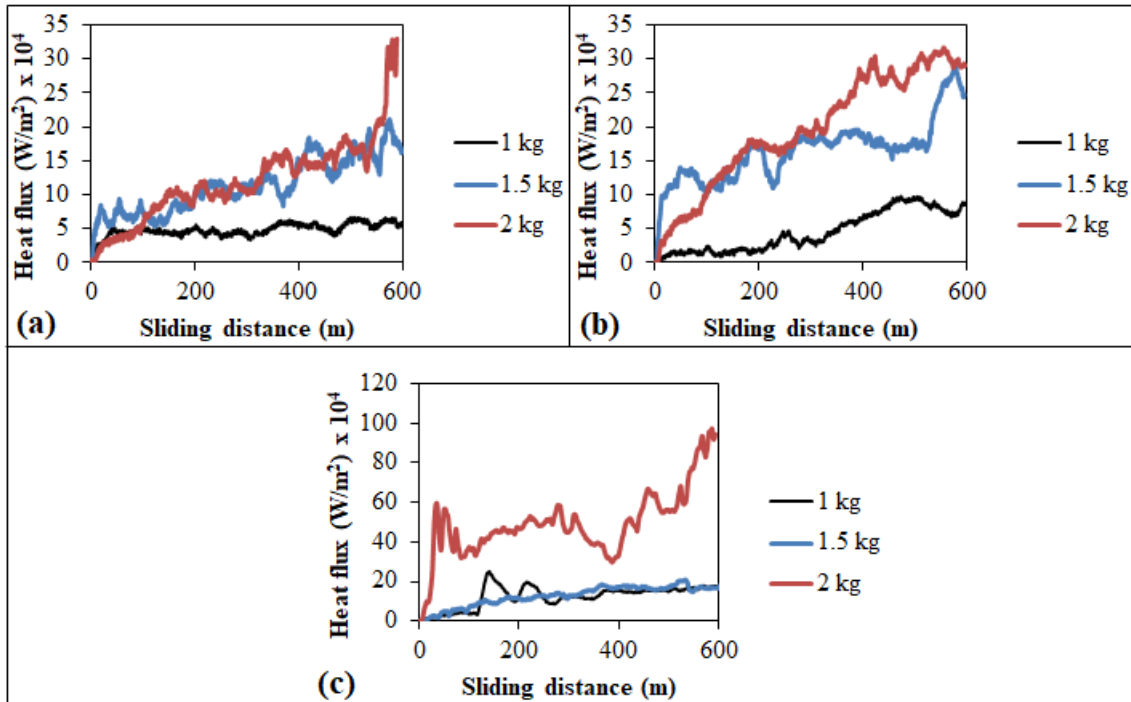 Heat flux (W/m²) x 10⁴
35
30
25
20
15
10
5
0
0 200 400 600
Sliding distance (m)
1 kg
1.5 kg
2 kg
(a)
Heat flux (W/m²) x 10⁴
35
30
25
20
15
10
5
0
0 200 400 600
Sliding distance (m)
1 kg
1.5 kg
2 kg
(b)
Heat flux (W/m²) x 10⁴
120
100
80
60
40
20
0
0 200 400 600
Sliding distance (m)
1 kg
1.5 kg
2 kg
(c)